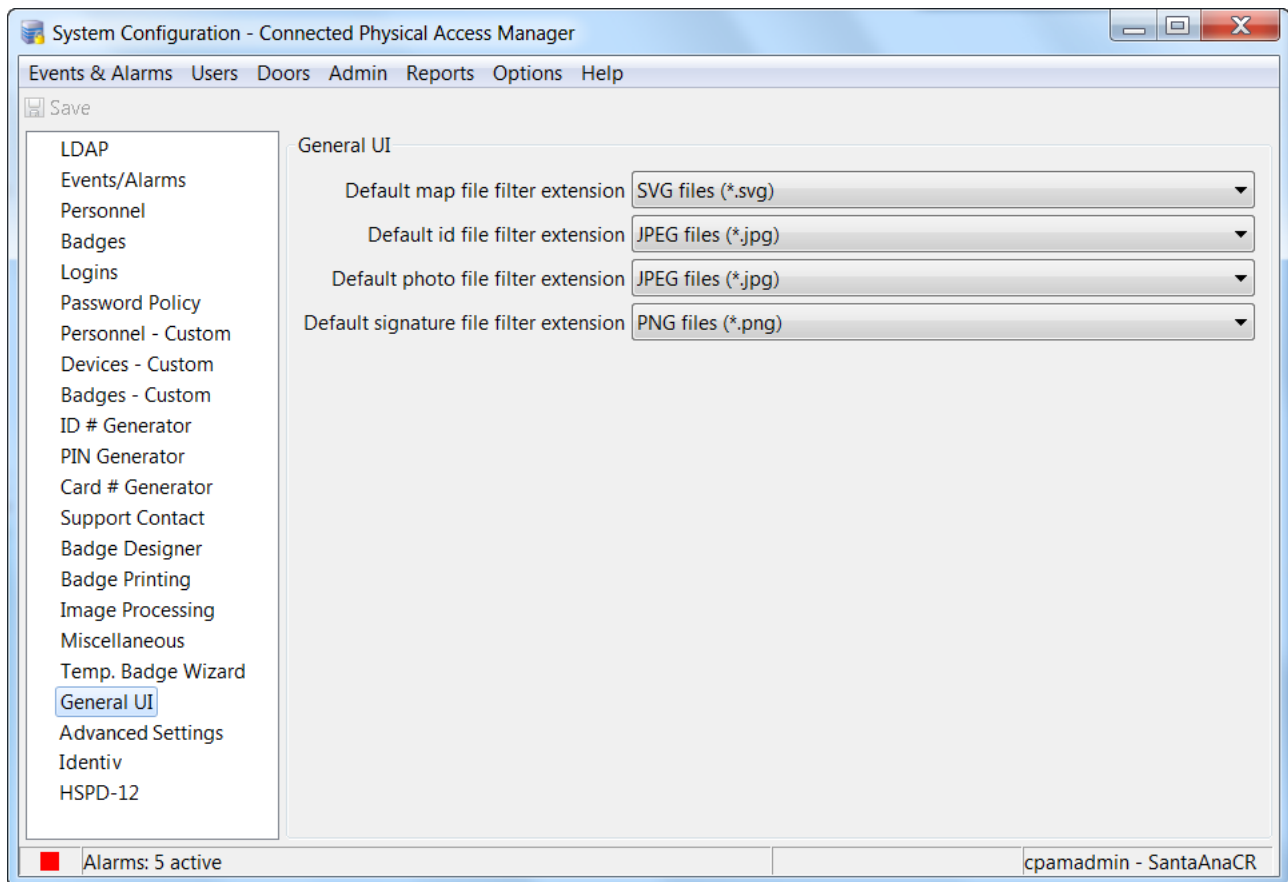 System Configuration - Connected Physical Access Manager
Events & Alarms Users Doors Admin Reports Options Help
Save
LDAP
Events/Alarms
Personnel
Badges
Logins
Password Policy
Personnel - Custom
Devices - Custom
Badges - Custom
ID # Generator
PIN Generator
Card # Generator
Support Contact
Badge Designer
Badge Printing
Image Processing
Miscellaneous
Temp. Badge Wizard
General UI
Advanced Settings
Identiv
HSPD-12
General UI
Default map file filter extension SVG files (*.svg)
Default id file filter extension JPEG files (*.jpg)
Default photo file filter extension JPEG files (*.jpg)
Default signature file filter extension PNG files (*.png)
Alarms: 5 active
cpamadmin - SantaAnaCR